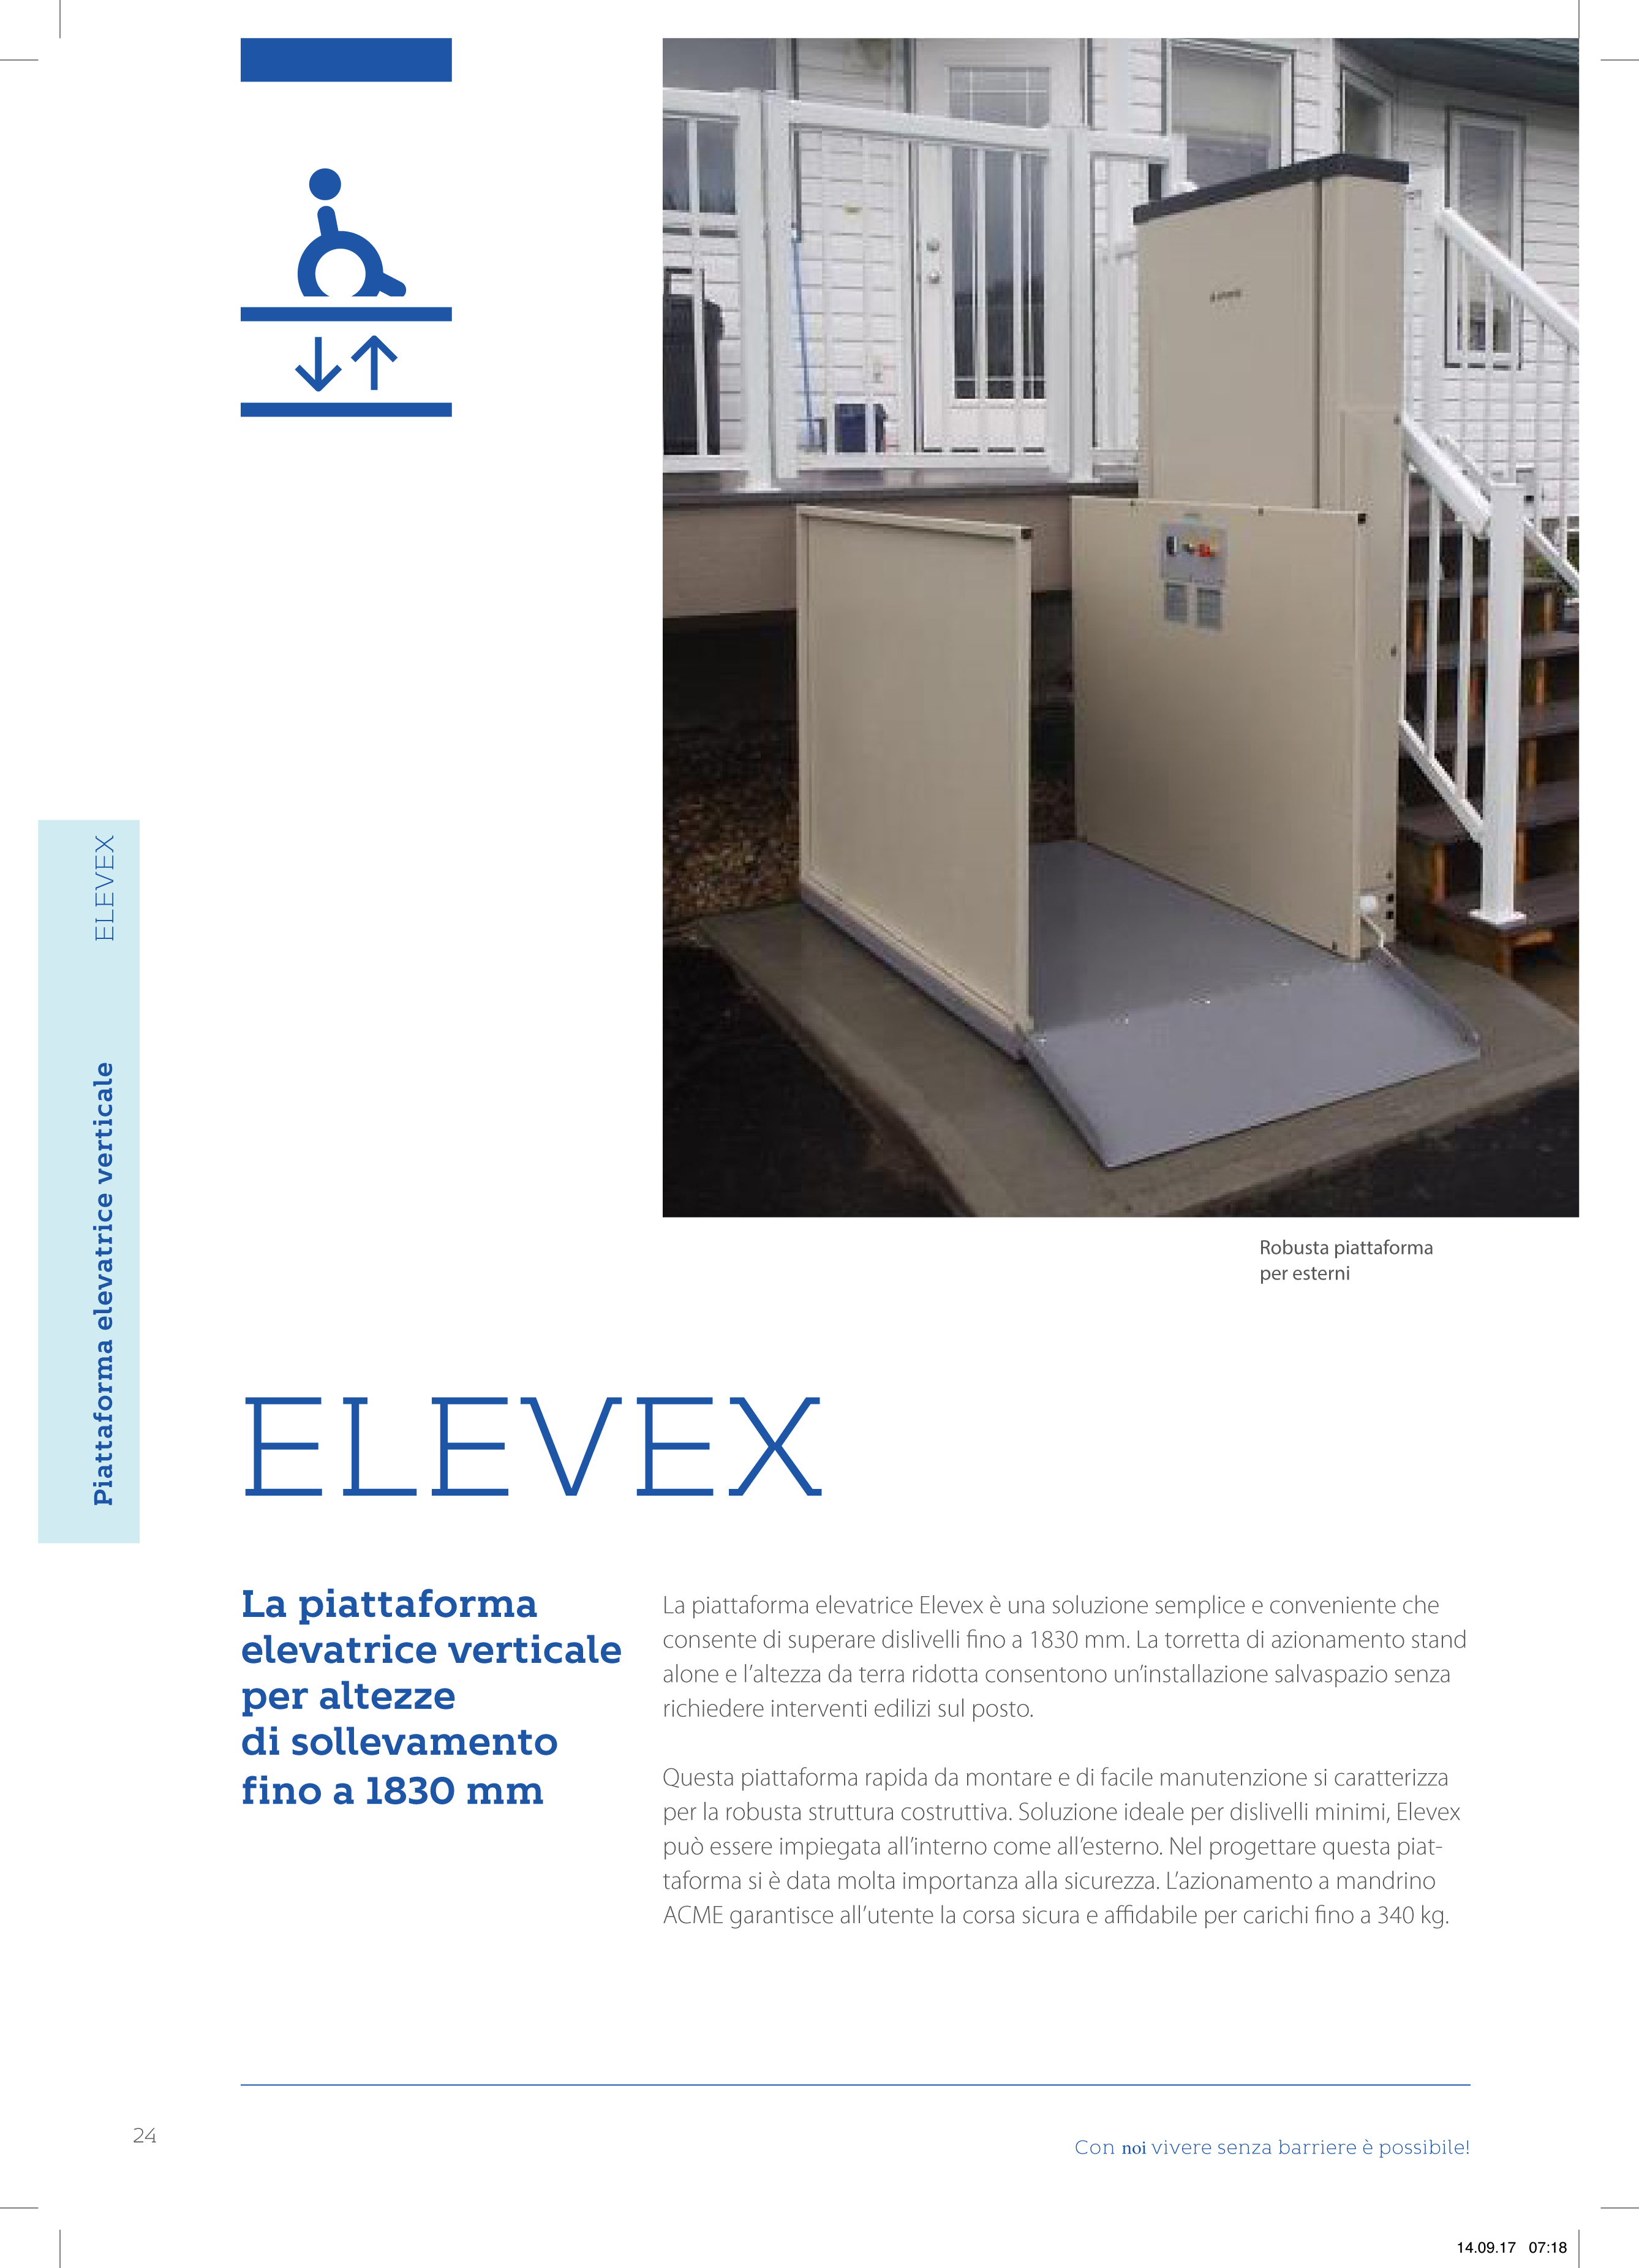 Robusta piattaforma
per esterni
ELEVEX
Piattaforma elevatrice verticale
ELEVEX
La piattaforma
elevatrice verticale
per altezze
di sollevamento
fino a 1830 mm
La piattaforma elevatrice Elevex è una soluzione semplice e conveniente che
consente di superare dislivelli fino a 1830 mm. La torretta di azionamento stand
alone e l’altezza da terra ridotta consentono un’installazione salvaspazio senza
richiedere interventi edilizi sul posto.
Questa piattaforma rapida da montare e di facile manutenzione si caratterizza
per la robusta struttura costruttiva. Soluzione ideale per dislivelli minimi, Elevex
può essere impiegata all’interno come all’esterno. Nel progettare questa piat-
taforma si è data molta importanza alla sicurezza. L’azionamento a mandrino
ACME garantisce all’utente la corsa sicura e affidabile per carichi fino a 340 kg.
24
Con noi vivere senza barriere è possibile!
14.09.17 07:18